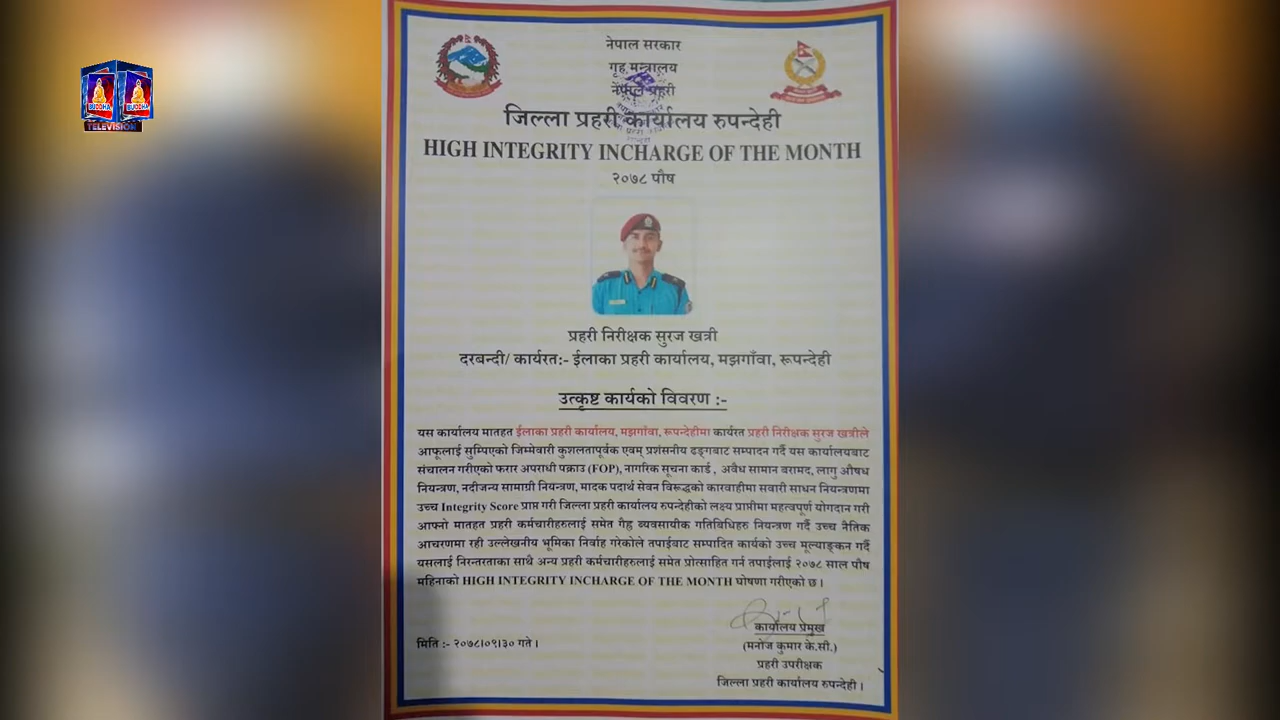 BUDDHA
BUDDHA
TELEVISION
नेपाल सरकार
गृह मन्त्रालय
नेपाल प्रहरी
जिल्ला प्रहरी कार्यालय रुपन्देही
HIGH INTEGRITY INCHARGE OF THE MONTH
२०७८ पौष
प्रहरी निरीक्षक सुरज खत्री
दरबन्दी/ कार्यरत:- ईलाका प्रहरी कार्यालय, मझगाँवा, रूपन्देही
उत्कृष्ट कार्यको विवरण :-
यस कार्यालय मातहत ईलाका प्रहरी कार्यालय, मझगाँवा, रूपन्देहीमा कार्यरत प्रहरी निरीक्षक सुरज खत्रीले
आफूलाई सुम्पिएको जिम्मेवारी कुशलतापूर्वक एवम् प्रशंसनीय ढङ्गबाट सम्पादन गर्दै यस कार्यालयबाट
संचालन गरीएको फरार अपराधी पक्राउ (FOP), नागरिक सूचना कार्ड , अवैध सामान बरामद, लागु औषध
नियन्त्रण, नदीजन्य सामाग्री नियन्त्रण, मादक पदार्थ सेवन विरूद्धको कारवाहीमा सवारी साधन नियन्त्रणमा
उच्च Integrity Score प्राप्त गरी जिल्ला प्रहरी कार्यालय रुपन्देहीको लक्ष्य प्राप्तीमा महत्वपूर्ण योगदान गरी
आफ्नो मातहत प्रहरी कर्मचारीहरुलाई समेत गैह्र व्यवसायीक गतिविधिहरु नियन्त्रण गर्दै उच्च नैतिक
आचरणमा रही उल्लेखनीय भूमिका निर्वाह गरेकोले तपाईबाट सम्पादित कार्यको उच्च मूल्याङ्कन गर्दै
यसलाई निरन्तरताका साथै अन्य प्रहरी कर्मचारीहरुलाई समेत प्रोत्साहित गर्न तपाईलाई २०७८ साल पौष
महिनाको HIGH INTEGRITY INCHARGE OF THE MONTH घोषणा गरीएको छ ।
कार्यालय प्रमुख
मिति :- २०७८।०९।३० गते ।
(मनोज कुमार के.सी.)
प्रहरी उपरीक्षक
जिल्ला प्रहरी कार्यालय रुपन्देही ।